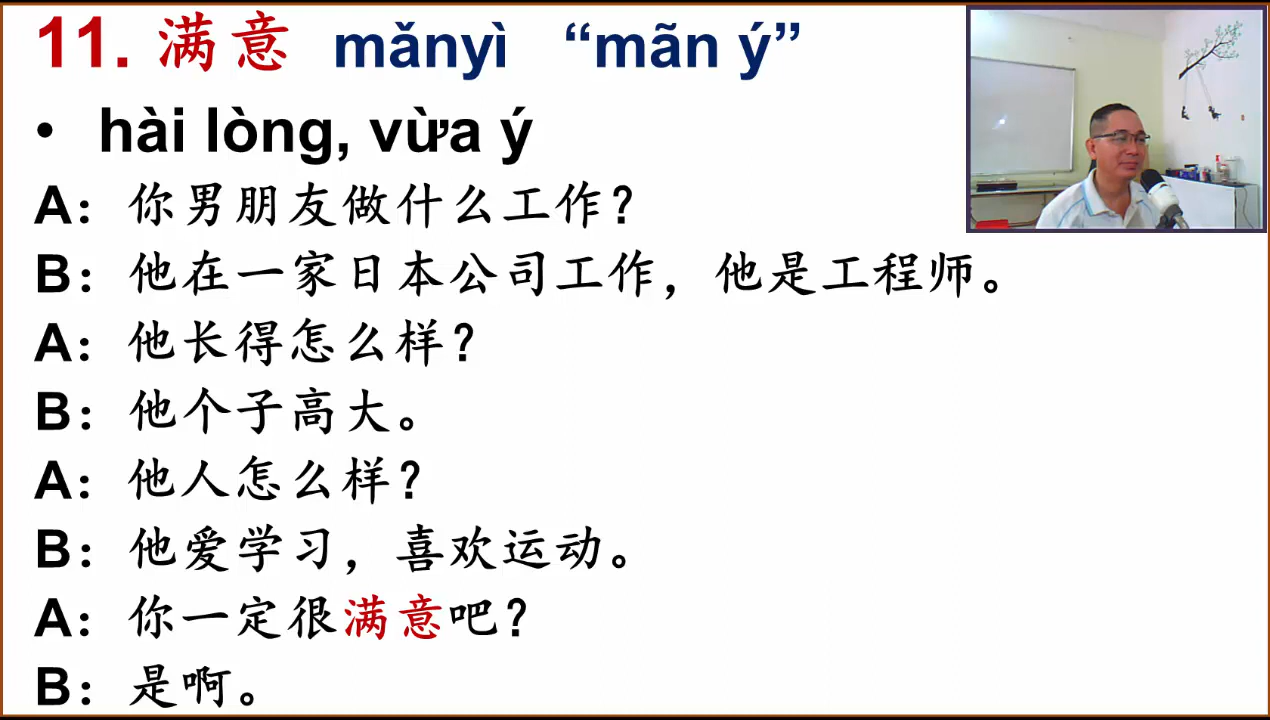 11. 满意 mǎnyì “mãn ý”
• hài lòng, vừa ý
A：你男朋友做什么工作？
B：他在一家日本公司工作，他是工程师。
A：他长得怎么样？
B：他个子高大。
A：他人怎么样？
B：他爱学习，喜欢运动。
A：你一定很满意吧？
B：是啊。